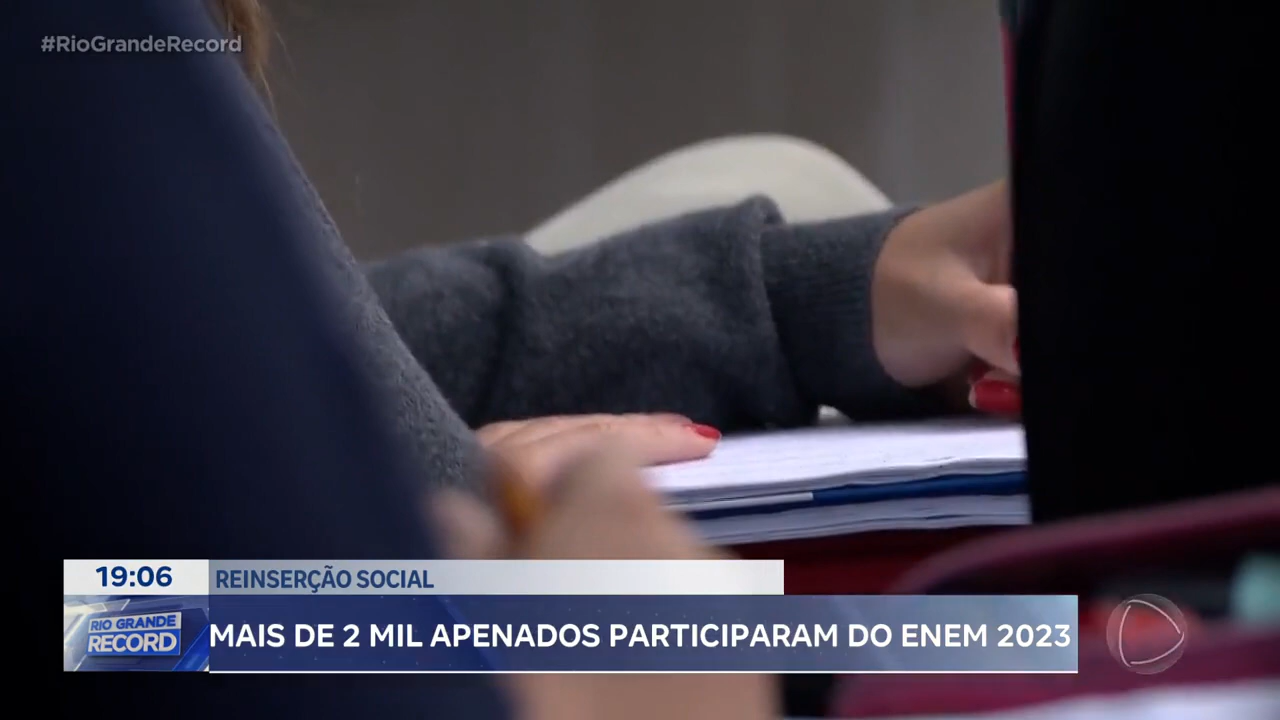 #RioGrandeRecord
19:06
REINSERÇÃO SOCIAL
RIO GRANDE
RECORD
MAIS DE 2 MIL APENADOS PARTICIPARAM DO ENEM 2023